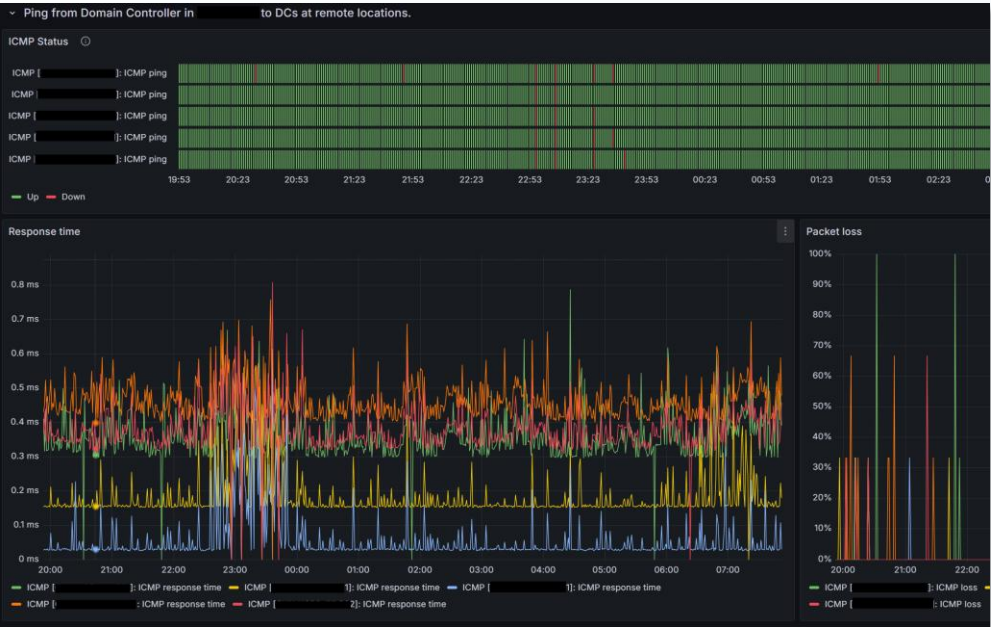 Ping from Domain Controller in to DCs at remote locations.
ICMP Status
ICMP [ ]: ICMP ping
ICMP ]: ICMP ping
ICMP [ ]: ICMP ping
ICMP [ ]: ICMP ping
ICMP ]: ICMP ping
19:53 20:23 20:53 21:23 21:53 22:23 22:53 23:23 23:53 00:23 00:53 01:23 01:53 02:23 0
Up Down
Response time
0.8 ms
0.7 ms
0.6 ms
0.5 ms
0.4 ms
0.3 ms
0.2 ms
0.1 ms
0 ms
20:00 21:00 22:00 23:00 00:00 01:00 02:00 03:00 04:00 05:00 06:00 07:00
ICMP [ ]: ICMP response time ICMP [ 1]: ICMP response time ICMP [ 1]: ICMP response time
ICMP [ : ICMP response time ICMP [ 2]: ICMP response time
Packet loss
100%
90%
80%
70%
60%
50%
40%
30%
20%
10%
0%
20:00 21:00 22:00
ICMP [ ]: ICMP loss
ICMP [ ]: ICMP loss